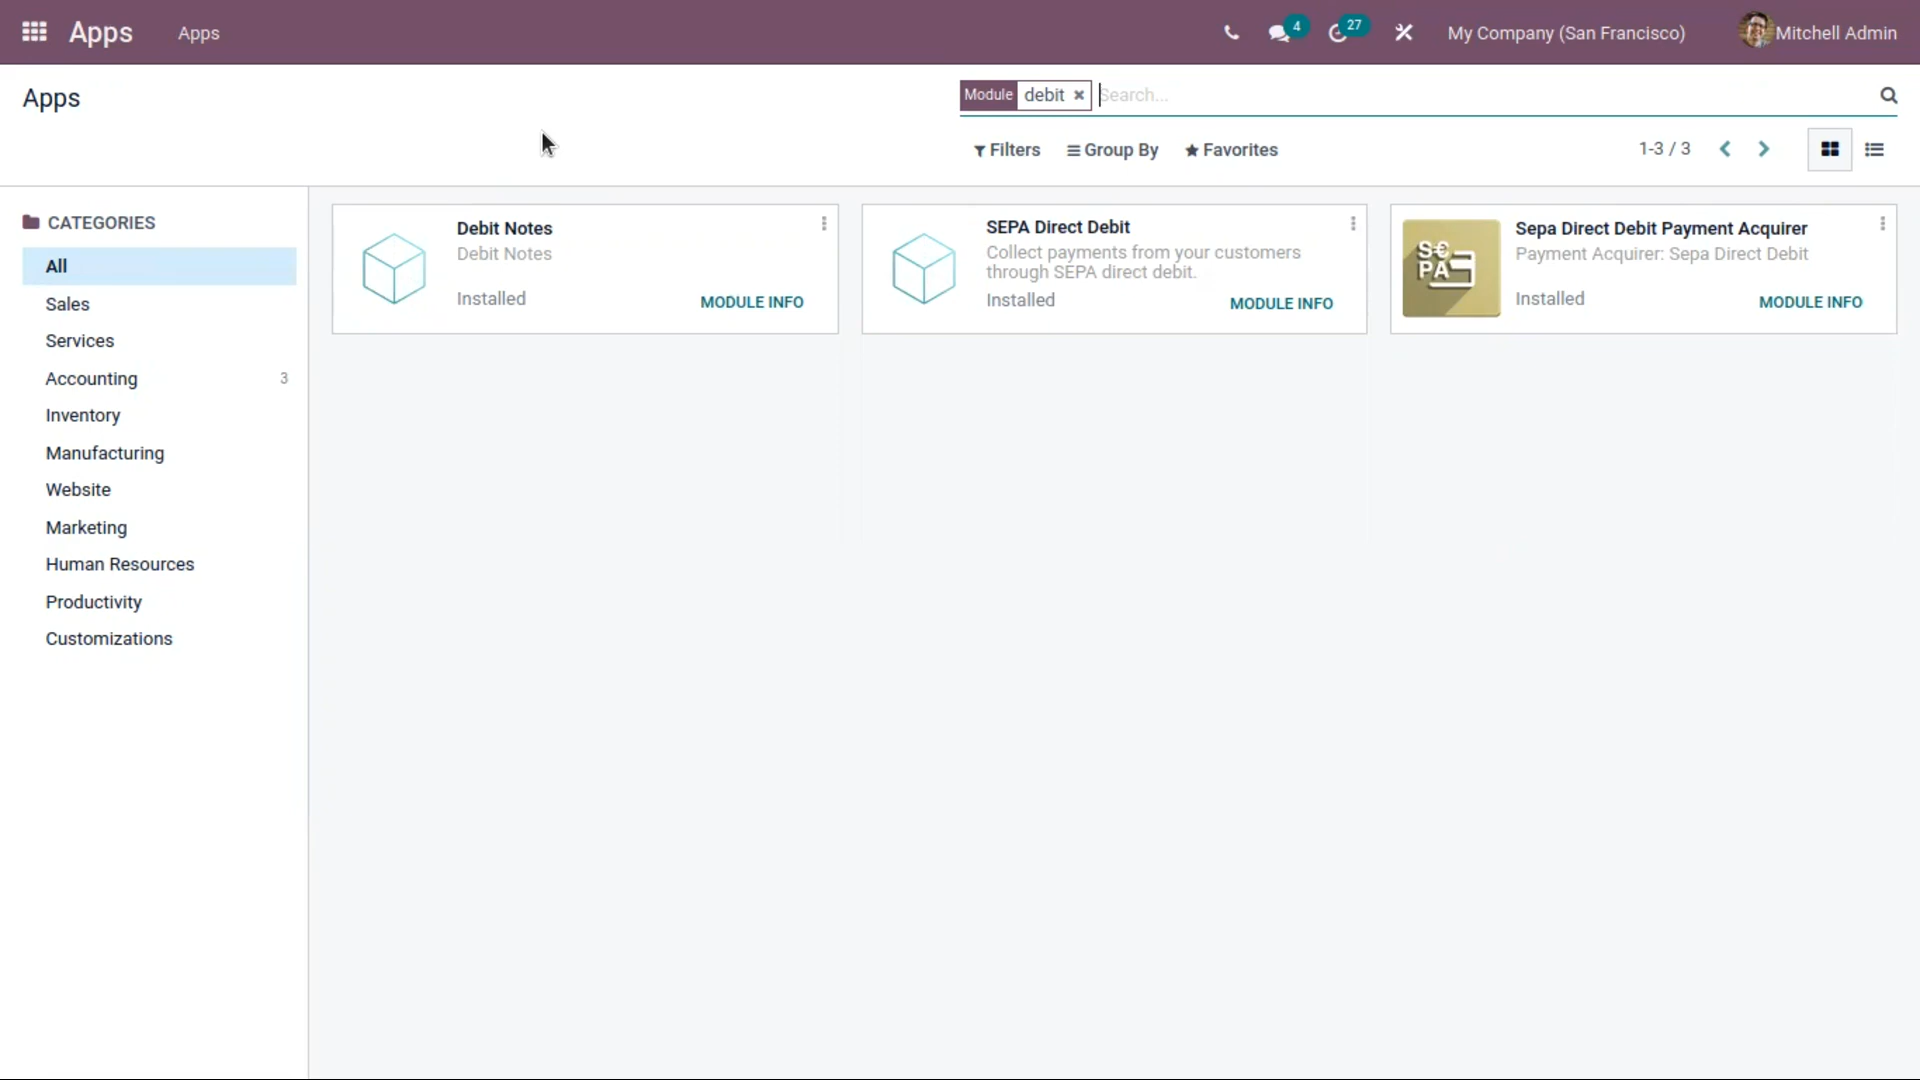 Apps
Apps
4
27
My Company (San Francisco)
Mitchell Admin
Apps
Module
debit
Search...
Filters
Group By
Favorites
1-3 / 3
CATEGORIES
All
Sales
Services
Accounting 3
Inventory
Manufacturing
Website
Marketing
Human Resources
Productivity
Customizations
Debit Notes
Debit Notes
Installed
MODULE INFO
SEPA Direct Debit
Collect payments from your customers
through SEPA direct debit.
Installed
MODULE INFO
S€
PA
Sepa Direct Debit Payment Acquirer
Payment Acquirer: Sepa Direct Debit
Installed
MODULE INFO